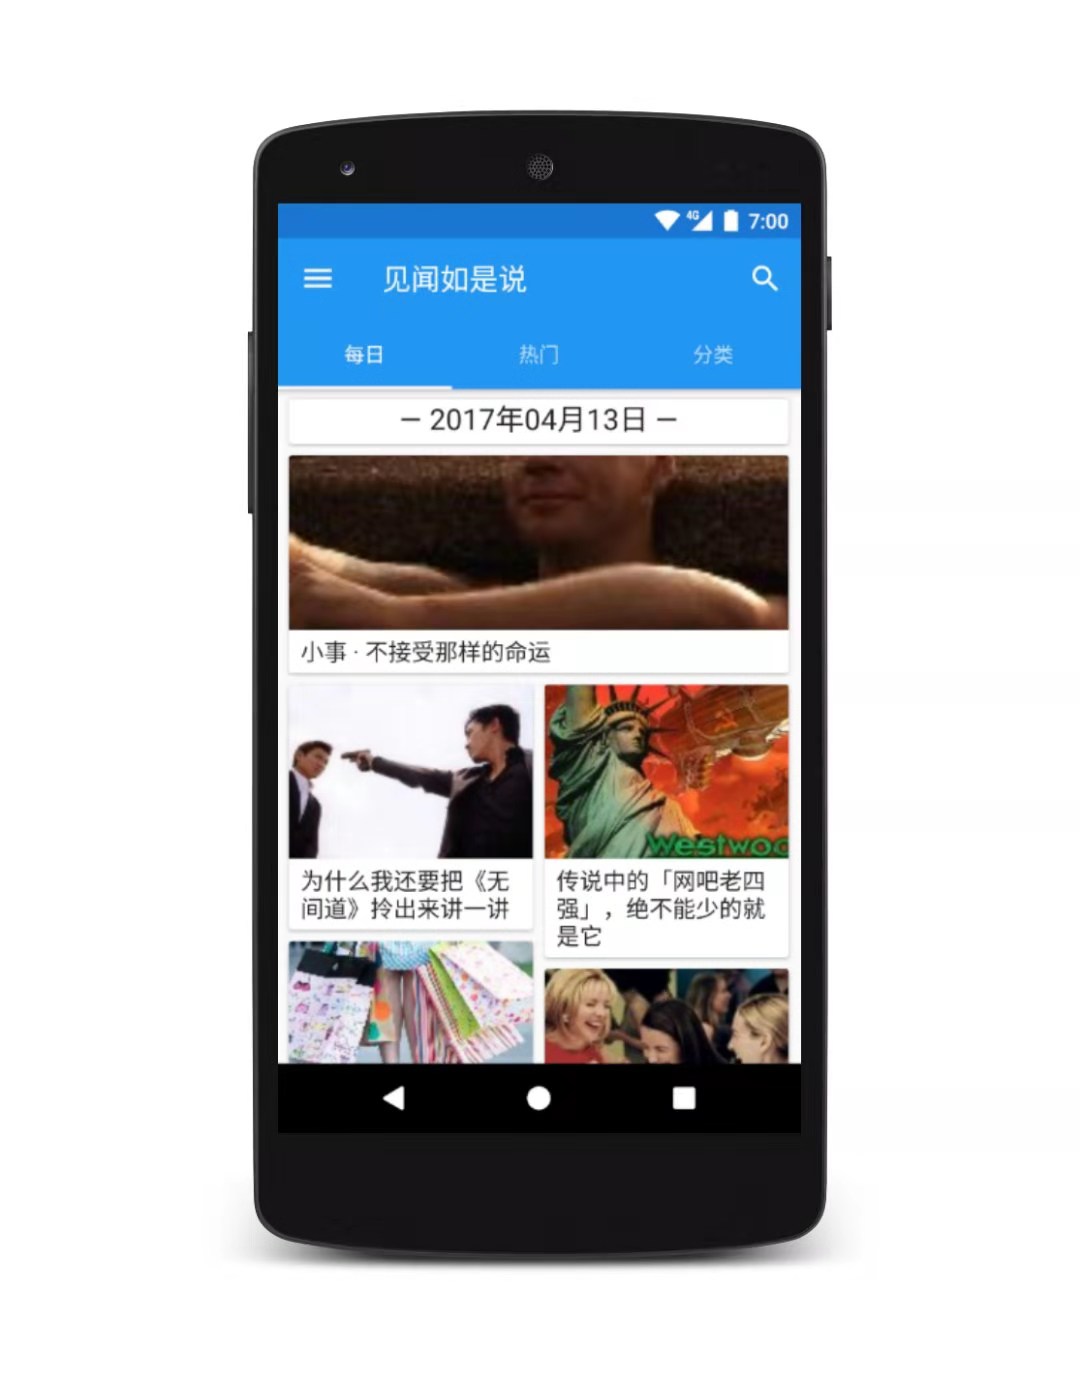 4G 7:00
见闻如是说
每日 热门 分类
— 2017年04月13日 —
小事 · 不接受那样的命运
Westwoo
为什么我还要把《无
间道》拎出来讲一讲
传说中的「网吧老四
强」，绝不能少的就
是它